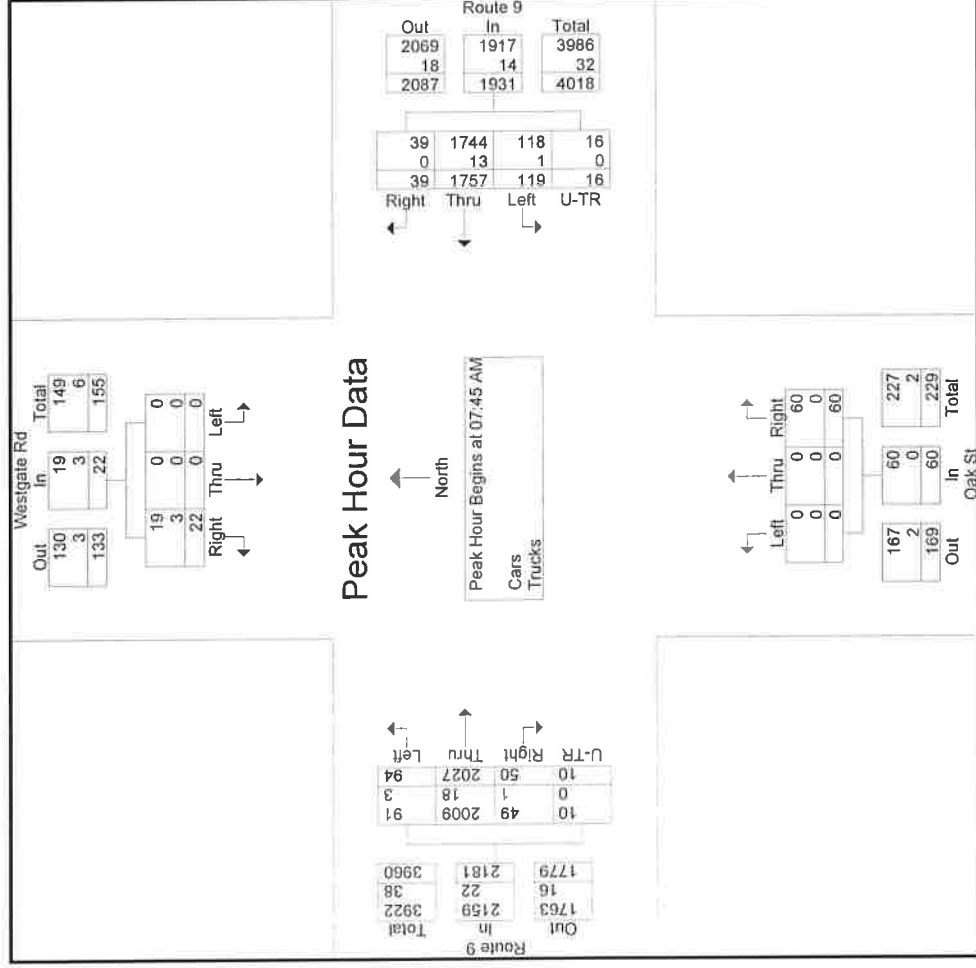 Route 9
Out In Total
2069 1917 3986
18 14 32
2087 1931 4018
39 1744 118 16
0 13 1 0
39 1757 119 16
Right Thru Left U-TR
Westgate Rd
Out In Total
130 19 149
3 3 6
133 22 155
19 0 0
3 0 0
22 0 0
Right Thru Left
Peak Hour Data
North
Peak Hour Begins at 07:45 AM
Cars
Trucks
Left Thru Right
0 0 60
0 0 0
0 0 60
167 60 227
2 0 2
169 60 229
Out In Total
Oak St
Route 9
Out In Total
1763 2159 3922
16 22 38
1779 2181 3960
10 49 2009 91
0 1 18 3
10 50 2027 94
U-TR Right Thru Left